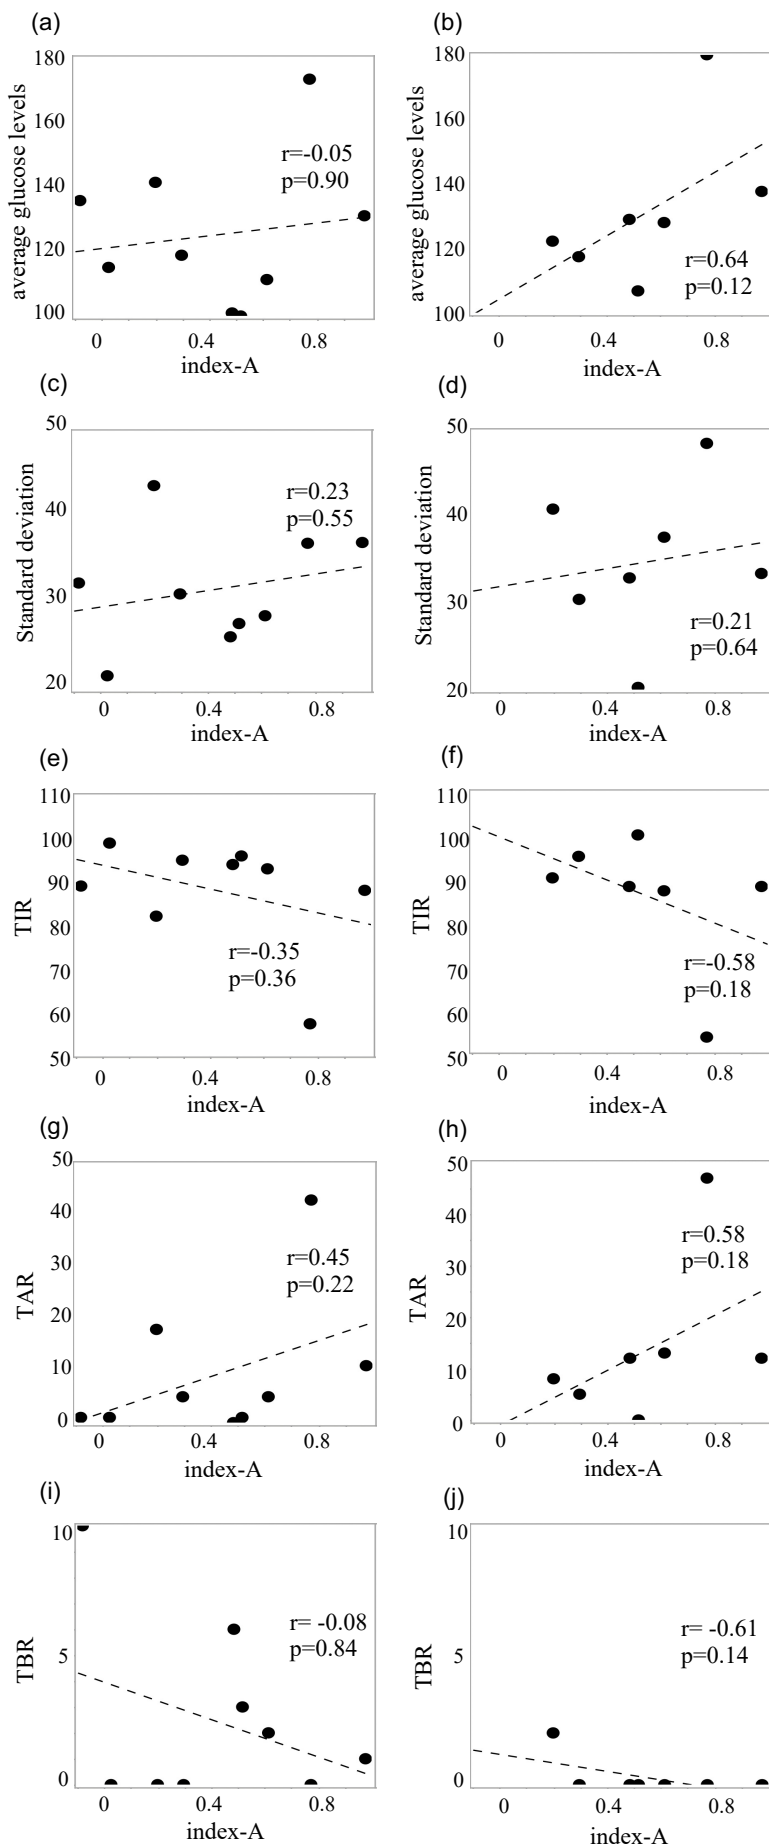 (a)
180
160
140
120
100
average glucose levels
r=-0.05
p=0.90
0
0.4
0.8
index-A
(b)
180
160
140
120
100
average glucose levels
r=0.64
p=0.12
0
0.4
0.8
index-A
(c)
50
40
30
20
Standard deviation
r=0.23
p=0.55
0
0.4
0.8
index-A
(d)
50
40
30
20
Standard deviation
r=0.21
p=0.64
0
0.4
0.8
index-A
(e)
110
100
90
80
70
60
50
TIR
r=-0.35
p=0.36
0
0.4
0.8
index-A
(f)
110
100
90
80
70
60
50
TIR
r=-0.58
p=0.18
0
0.4
0.8
index-A
(g)
50
40
30
20
10
0
TAR
r=0.45
p=0.22
0
0.4
0.8
index-A
(h)
50
40
30
20
10
0
TAR
r=0.58
p=0.18
0
0.4
0.8
index-A
(i)
10
5
0
TBR
r= -0.08
p=0.84
0
0.4
0.8
index-A
(j)
10
5
0
TBR
r= -0.61
p=0.14
0
0.4
0.8
index-A